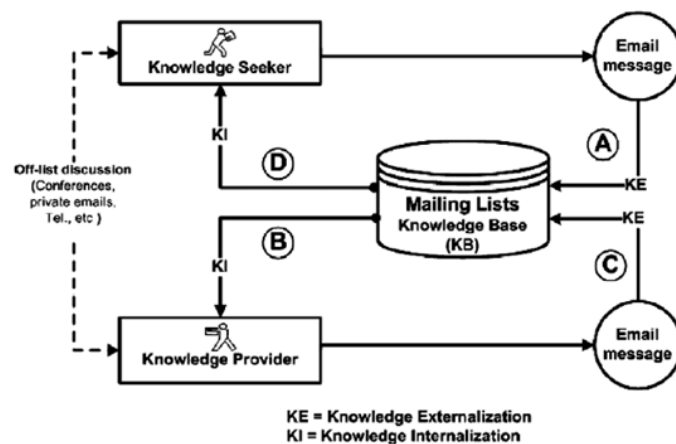 Knowledge Seeker
Email
message
KI
A
D
Off-list discussion
(Conferences,
private emails,
Tel., etc )
KE
Mailing Lists
Knowledge Base
(KB)
KE
B
KI
C
Knowledge Provider
Email
message
KE = Knowledge Externalization
KI = Knowledge Internalization